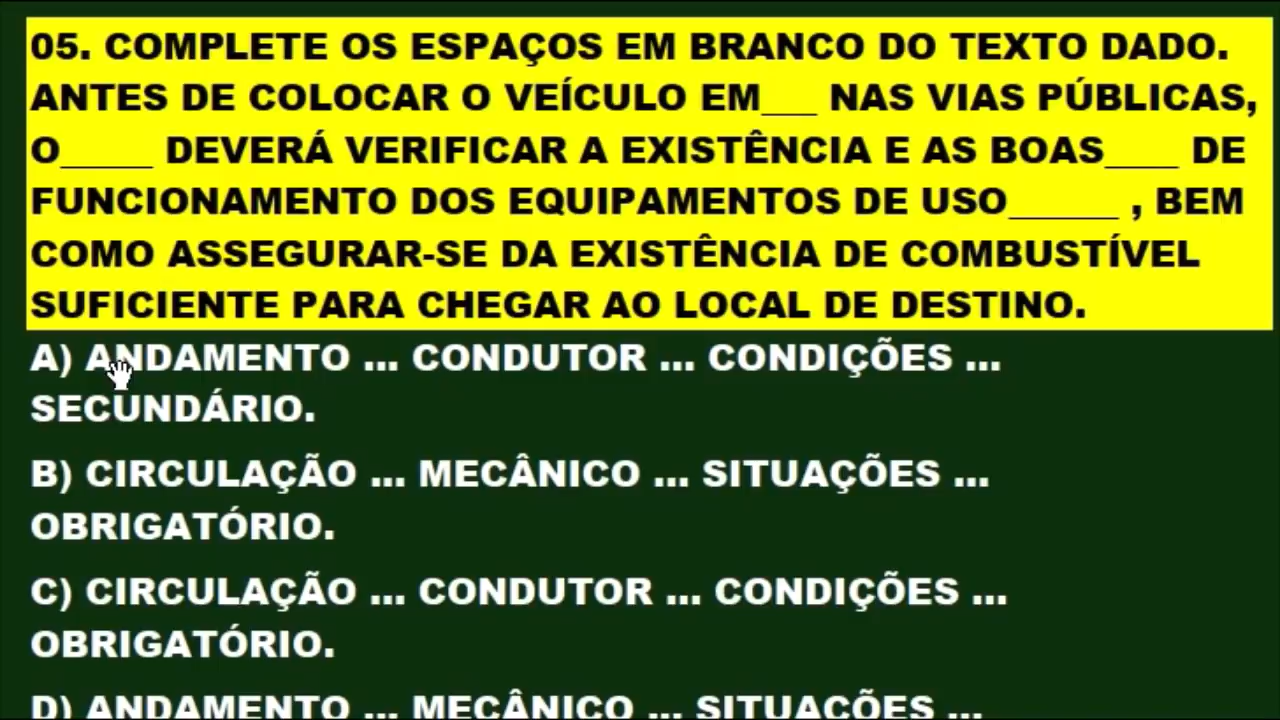 05. COMPLETE OS ESPAÇOS EM BRANCO DO TEXTO DADO.
ANTES DE COLOCAR O VEÍCULO EM___ NAS VIAS PÚBLICAS,
O_____ DEVERÁ VERIFICAR A EXISTÊNCIA E AS BOAS____ DE
FUNCIONAMENTO DOS EQUIPAMENTOS DE USO______ , BEM
COMO ASSEGURAR-SE DA EXISTÊNCIA DE COMBUSTÍVEL
SUFICIENTE PARA CHEGAR AO LOCAL DE DESTINO.
A) ANDAMENTO ... CONDUTOR ... CONDIÇÕES ...
SECUNDÁRIO.
B) CIRCULAÇÃO ... MECÂNICO ... SITUAÇÕES ...
OBRIGATÓRIO.
C) CIRCULAÇÃO ... CONDUTOR ... CONDIÇÕES ...
OBRIGATÓRIO.
D) ANDAMENTO ... MECÂNICO ... SITUAÇÕES ...